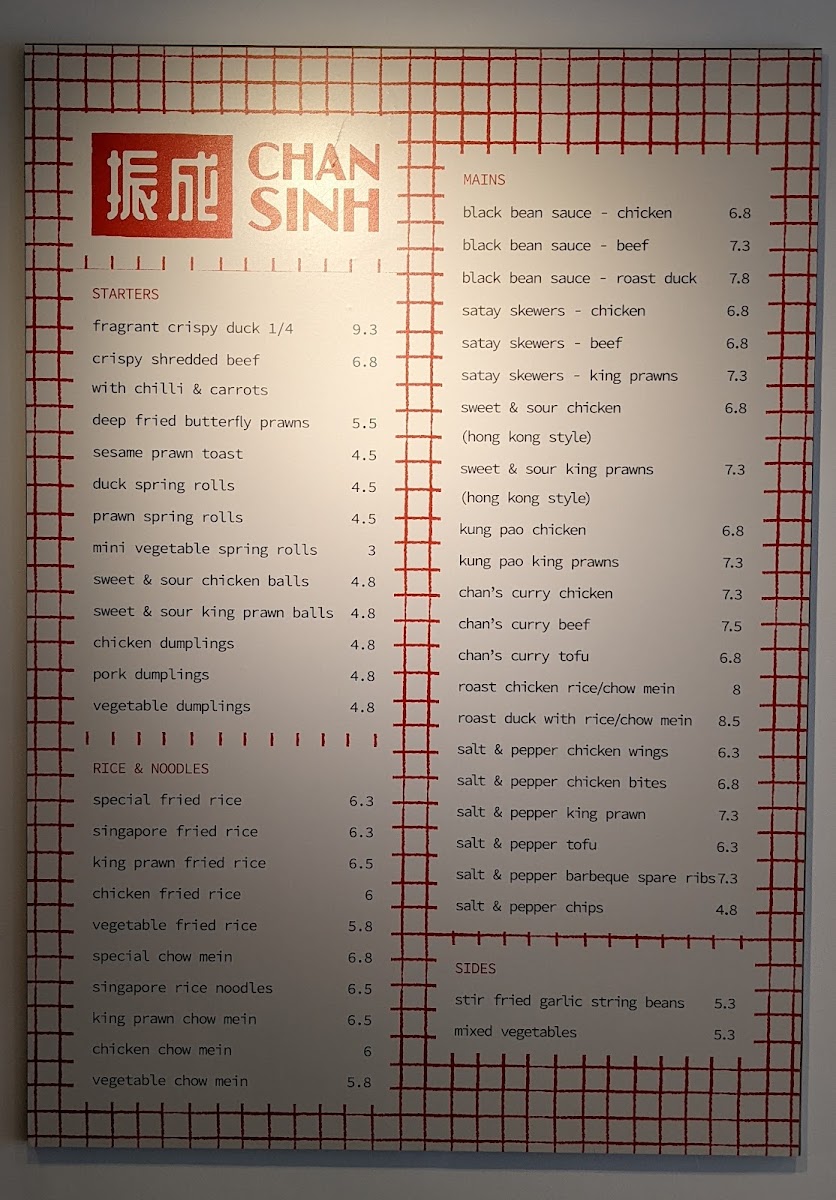 振成
CHAN
SINH
STARTERS
fragrant crispy duck 1/4 9.3
crispy shredded beef 6.8
with chilli & carrots
deep fried butterfly prawns 5.5
sesame prawn toast 4.5
duck spring rolls 4.5
prawn spring rolls 4.5
mini vegetable spring rolls 3
sweet & sour chicken balls 4.8
sweet & sour king prawn balls 4.8
chicken dumplings 4.8
pork dumplings 4.8
vegetable dumplings 4.8
RICE & NOODLES
special fried rice 6.3
singapore fried rice 6.3
king prawn fried rice 6.5
chicken fried rice 6
vegetable fried rice 5.8
special chow mein 6.8
singapore rice noodles 6.5
king prawn chow mein 6.5
chicken chow mein 6
vegetable chow mein 5.8
MAINS
black bean sauce - chicken 6.8
black bean sauce - beef 7.3
black bean sauce - roast duck 7.8
satay skewers - chicken 6.8
satay skewers - beef 6.8
satay skewers - king prawns 7.3
sweet & sour chicken 6.8
(hong kong style)
sweet & sour king prawns 7.3
(hong kong style)
kung pao chicken 6.8
kung pao king prawns 7.3
chan's curry chicken 7.3
chan's curry beef 7.5
chan's curry tofu 6.8
roast chicken rice/chow mein 8
roast duck with rice/chow mein 8.5
salt & pepper chicken wings 6.3
salt & pepper chicken bites 6.8
salt & pepper king prawn 7.3
salt & pepper tofu 6.3
salt & pepper barbeque spare ribs 7.3
salt & pepper chips 4.8
SIDES
stir fried garlic string beans 5.3
mixed vegetables 5.3